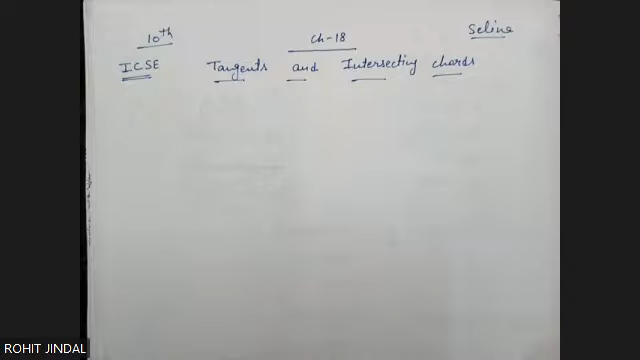 10th Ch-18 Selina
ICSE Tangents and Intersecting chords
ROHIT JINDAL